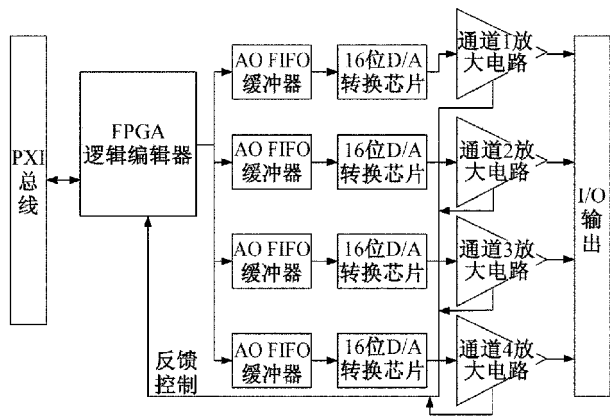 PXI
总
线
FPGA
逻辑编辑器
AO FIFO
缓冲器
16位D/A
转换芯片
通道1放
大电路
AO FIFO
缓冲器
16位D/A
转换芯片
通道2放
大电路
AO FIFO
缓冲器
16位D/A
转换芯片
通道3放
大电路
AO FIFO
缓冲器
16位D/A
转换芯片
通道4放
大电路
反馈
控制
I/O
输
出